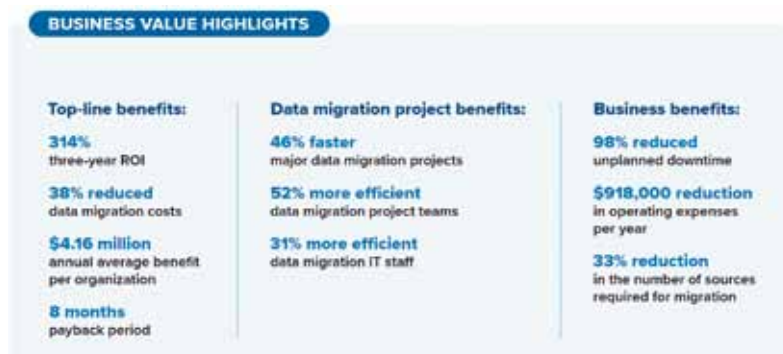 BUSINESS VALUE HIGHLIGHTS
Top-line benefits:
314%
three-year ROI
38% reduced
data migration costs
$4.16 million
annual average benefit
per organization
8 months
payback period
Data migration project benefits:
46% faster
major data migration projects
52% more efficient
data migration project teams
31% more efficient
data migration IT staff
Business benefits:
98% reduced
unplanned downtime
$918,000 reduction
in operating expenses
per year
33% reduction
in the number of sources
required for migration